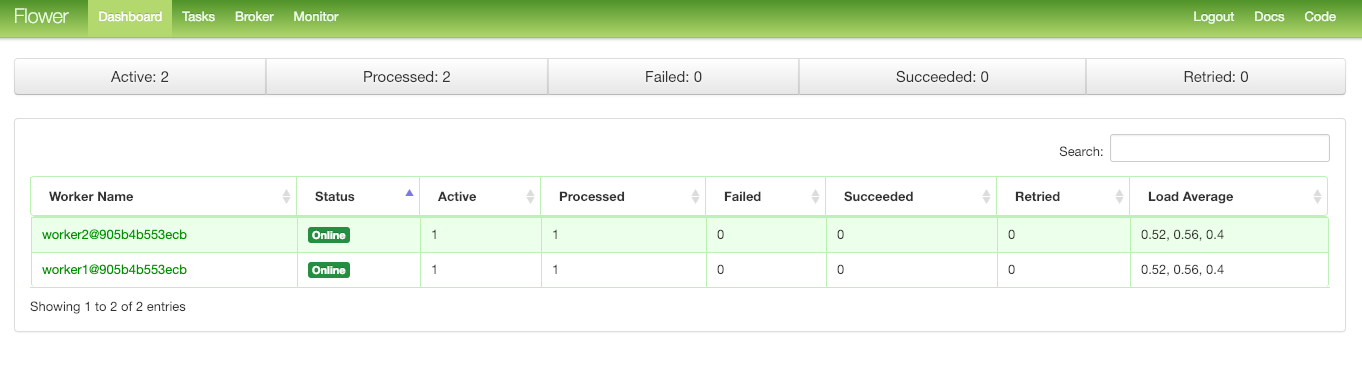 Flower Dashboard Tasks Broker Monitor Logout Docs Code
Active: 2 Processed: 2 Failed: 0 Succeeded: 0 Retried: 0
Search:
Worker Name Status Active Processed Failed Succeeded Retried Load Average
worker2@905b4b553ecb Online 1 1 0 0 0 0.52, 0.56, 0.4
worker1@905b4b553ecb Online 1 1 0 0 0 0.52, 0.56, 0.4
Showing 1 to 2 of 2 entries